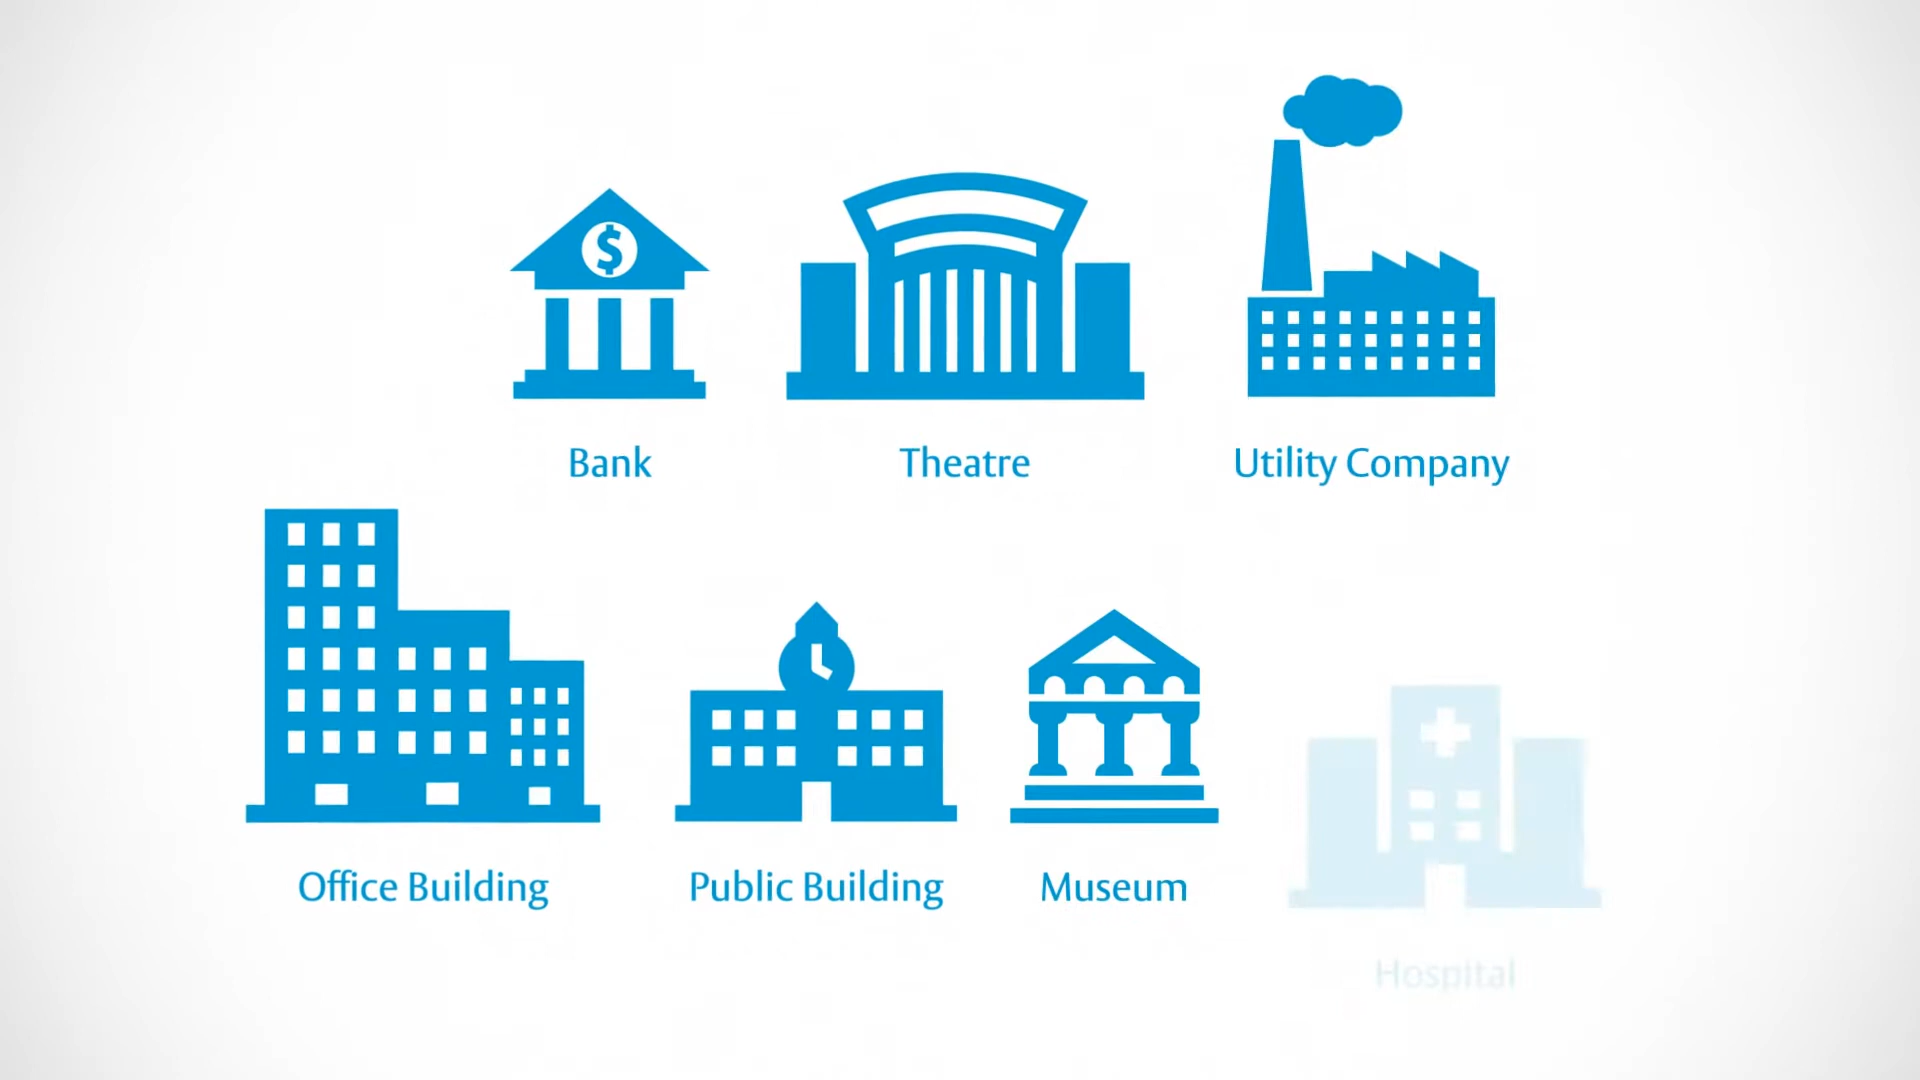 $
Bank
Theatre
Utility Company
Office Building
Public Building
Museum
Hospital